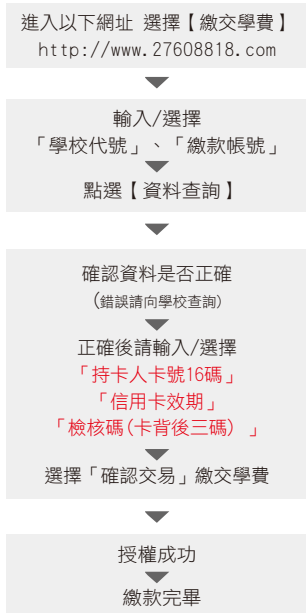 進入以下網址 選擇【繳交學費】
http://www.27608818.com
輸入/選擇
「學校代號」、「繳款帳號」
點選【資料查詢】
確認資料是否正確
(錯誤請向學校查詢)
正確後請輸入/選擇
「持卡人卡號16碼」
「信用卡效期」
「檢核碼(卡背後三碼) 」
選擇「確認交易」繳交學費
授權成功
繳款完畢